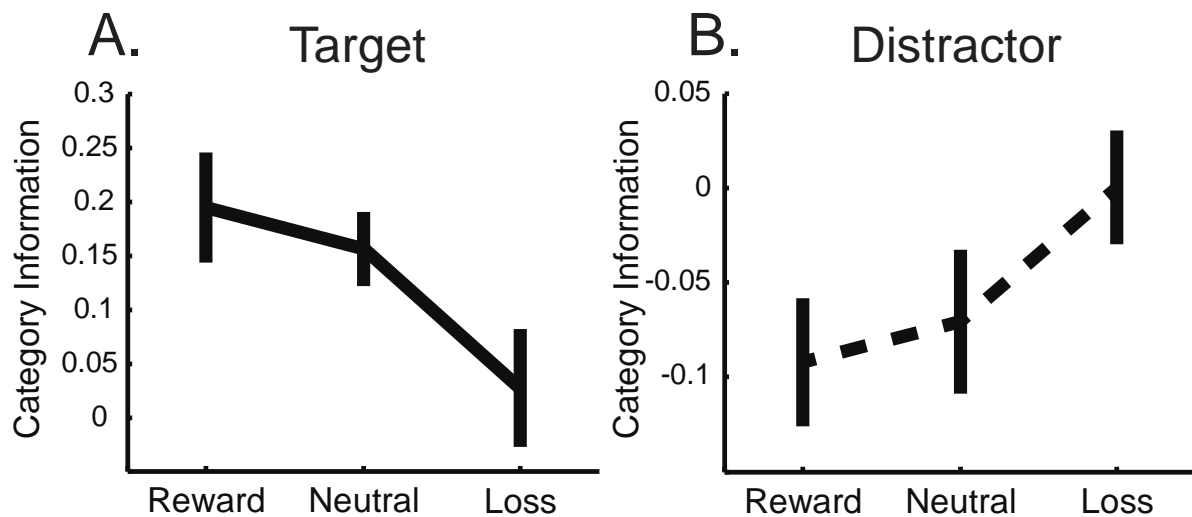 A.
Target
0.3
0.25
0.2
0.15
0.1
0.05
0
Category Information
Reward Neutral Loss
B.
Distractor
0.05
0
-0.05
-0.1
Category Information
Reward Neutral Loss